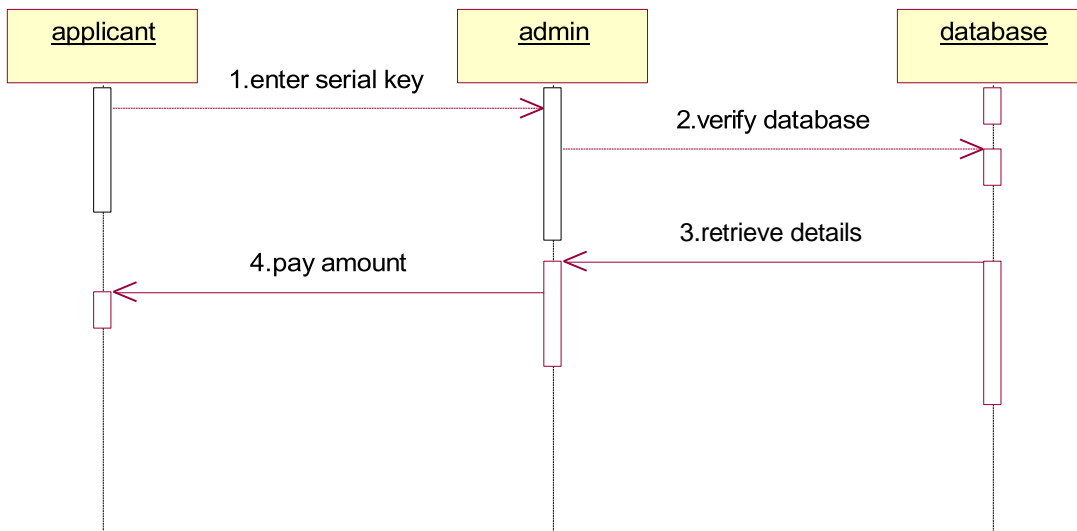 applicant
admin
database
1.enter serial key
2.verify database
3.retrieve details
4.pay amount